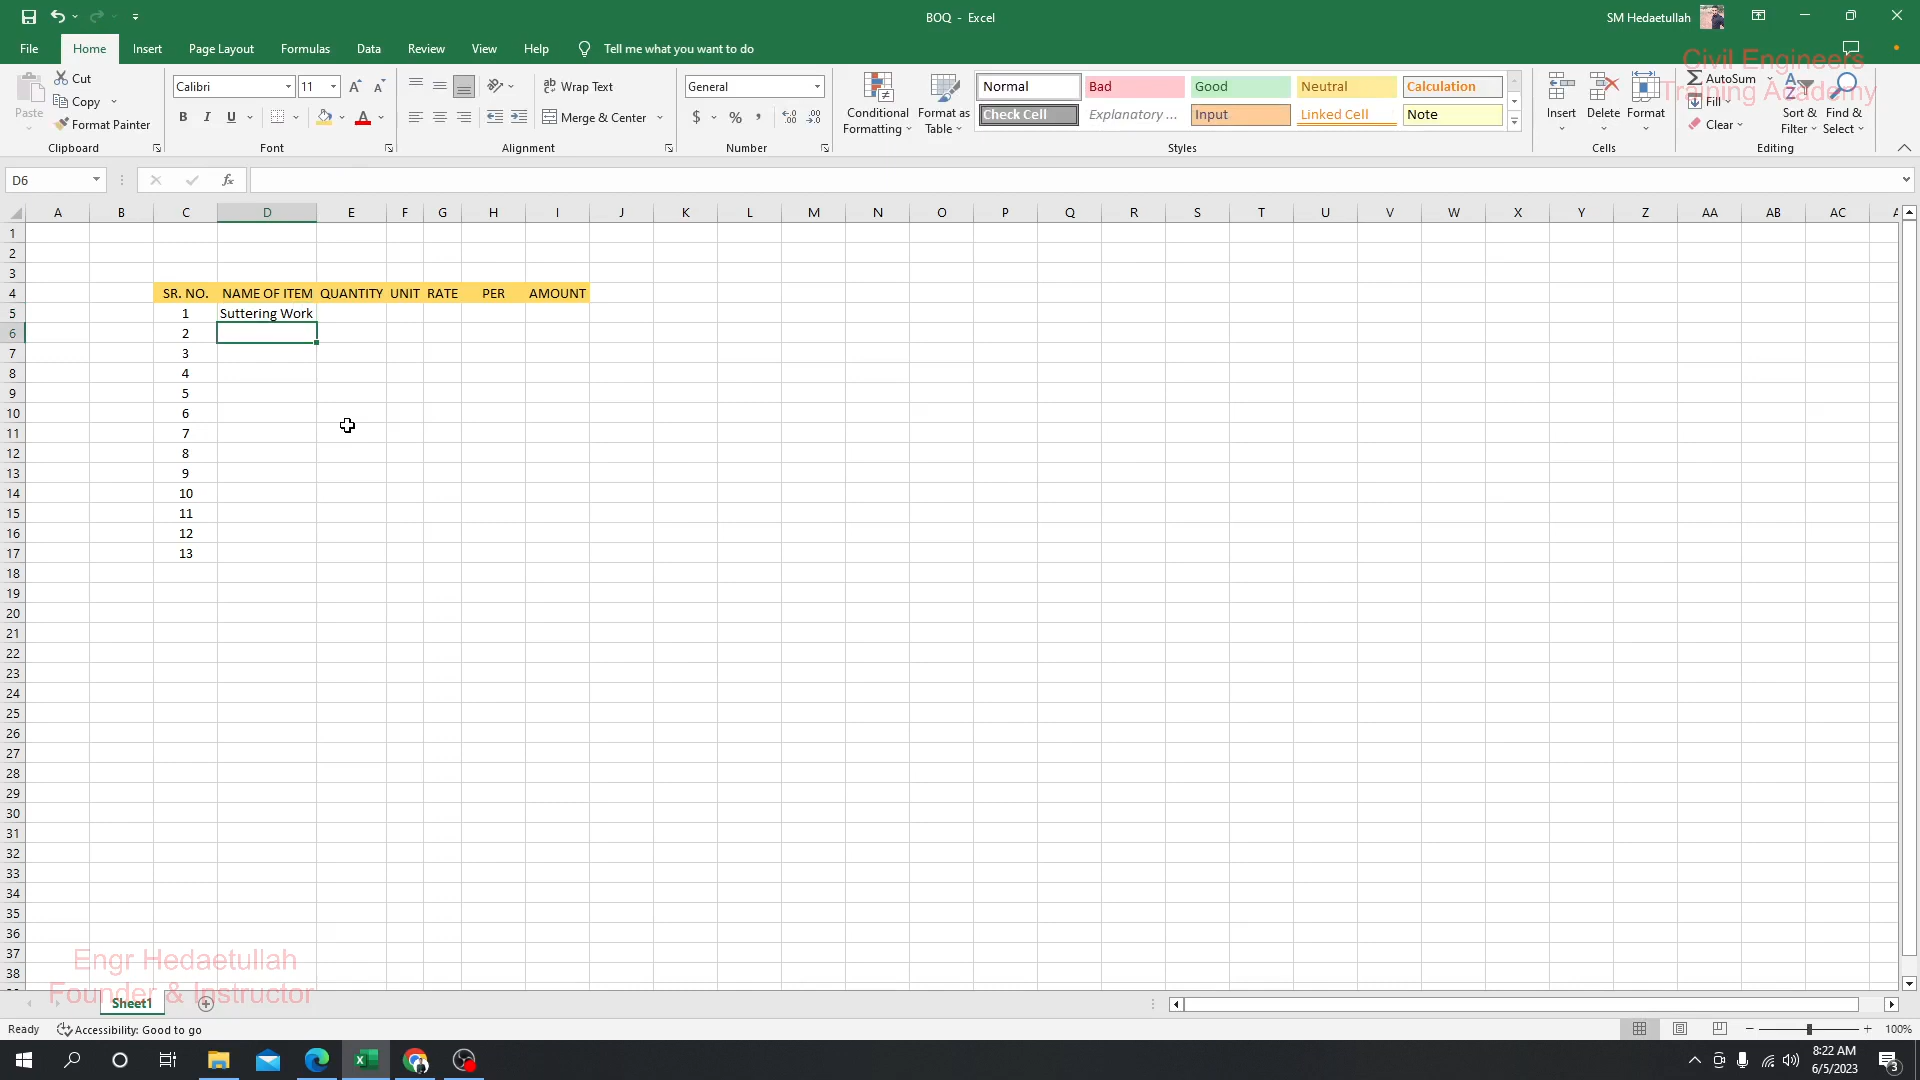 BOQ - Excel
SM Hedaetullah
File Home Insert Page Layout Formulas Data Review View Help Tell me what you want to do
Civil Engineers
Training Academy
Paste
Cut
Copy
Format Painter
Clipboard
Calibri 11
B I U
Font
Wrap Text
Merge & Center
Alignment
General
$ % ,
Number
Conditional
Formatting
Format as
Table
Normal Bad Good Neutral Calculation
Check Cell Explanatory ... Input Linked Cell Note
Styles
Insert Delete Format
Cells
AutoSum
Fill
Clear
Sort &
Filter
Find &
Select
Editing
D6
fx
A B C D E F G H I J K L M N O P Q R S T U V W X Y Z AA AB AC
1
2
3
4 SR. NO. NAME OF ITEM QUANTITY UNIT RATE PER AMOUNT
5 1 Suttering Work
6 2
7 3
8 4
9 5
10 6
11 7
12 8
13 9
14 10
15 11
16 12
17 13
18
19
20
21
22
23
24
25
26
27
28
29
30
31
32
33
34
35
36
37
38
Engr Hedaetullah
Founder & Instructor
Sheet1
Ready Accessibility: Good to go
100%
8:22 AM
6/5/2023
3